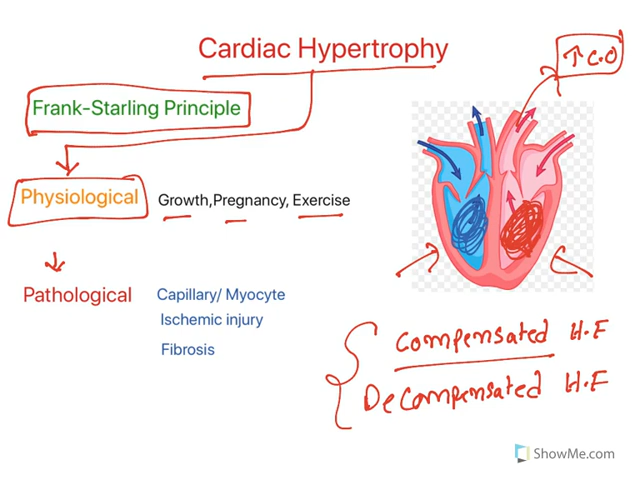 Cardiac Hypertrophy
↑ C.O
Frank-Starling Principle
Physiological
Growth,Pregnancy, Exercise
Pathological
Capillary/ Myocyte
Ischemic injury
Fibrosis
Compensated H.F
Decompensated H.F
ShowMe.com